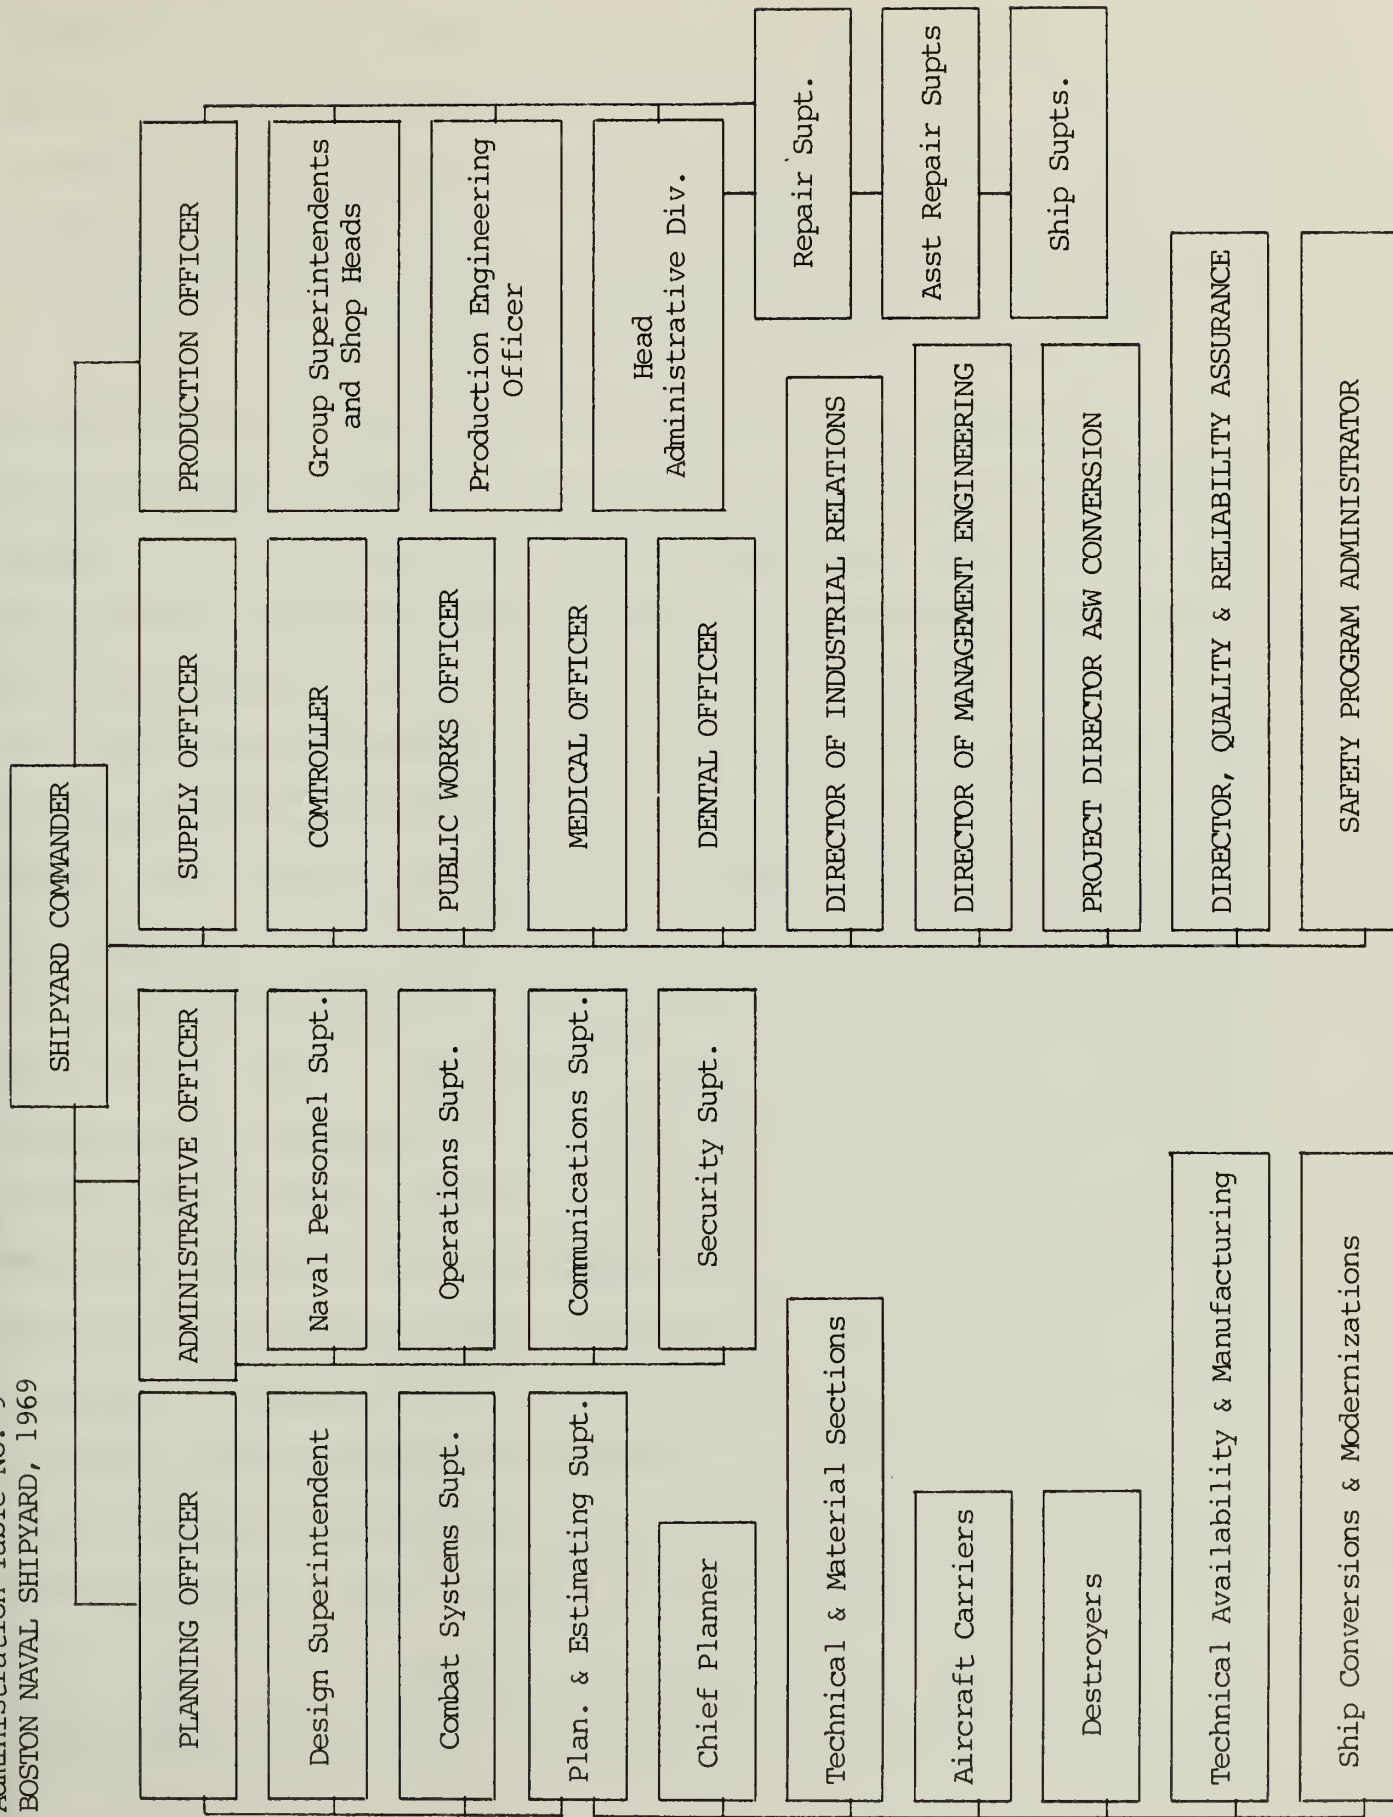 Administration Table No. 9
BOSTON NAVAL SHIPYARD, 1969
SHIPYARD COMMANDER
PLANNING OFFICER
Design Superintendent
Combat Systems Supt.
Plan. & Estimating Supt.
Chief Planner
Technical & Material Sections
Aircraft Carriers
Destroyers
Technical Availability & Manufacturing
Ship Conversions & Modernizations
ADMINISTRATIVE OFFICER
Naval Personnel Supt.
Operations Supt.
Communications Supt.
Security Supt.
SUPPLY OFFICER
COMTROLLER
PUBLIC WORKS OFFICER
MEDICAL OFFICER
DENTAL OFFICER
DIRECTOR OF INDUSTRIAL RELATIONS
DIRECTOR OF MANAGEMENT ENGINEERING
PROJECT DIRECTOR ASW CONVERSION
DIRECTOR, QUALITY & RELIABILITY ASSURANCE
SAFETY PROGRAM ADMINISTRATOR
PRODUCTION OFFICER
Group Superintendents
and Shop Heads
Production Engineering
Officer
Head
Administrative Div.
Repair Supt.
Asst Repair Supts
Ship Supts.